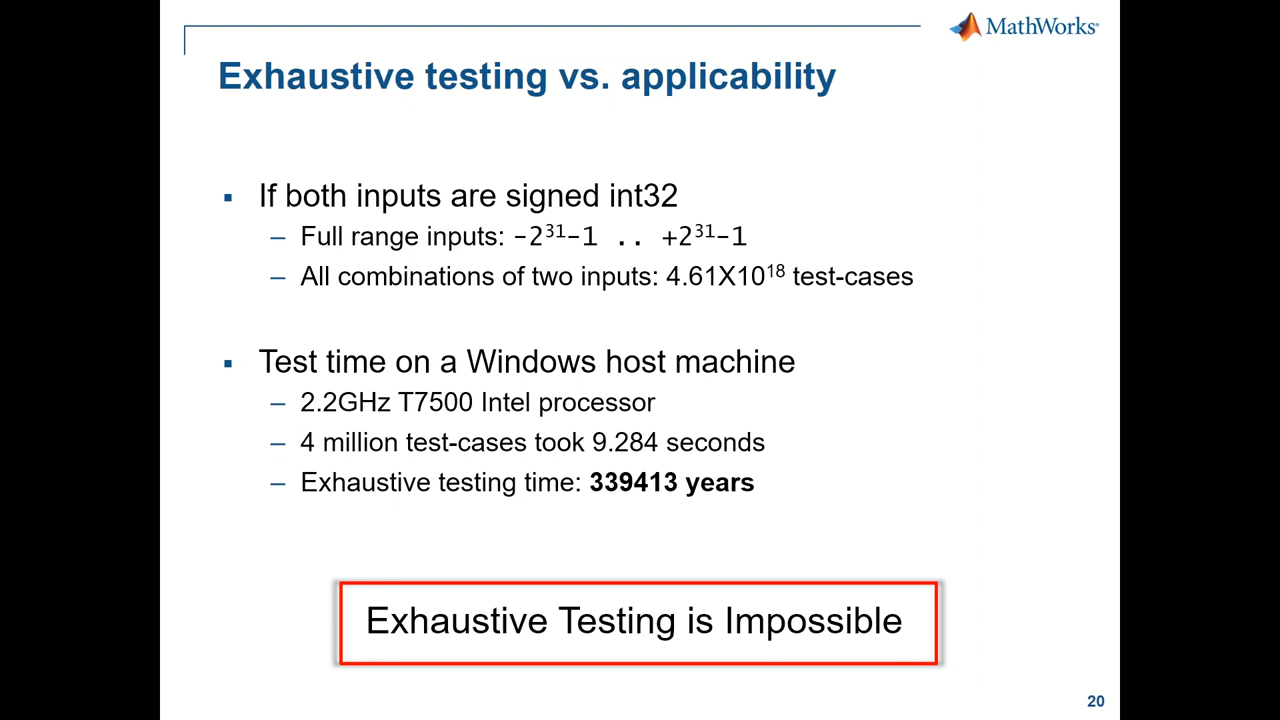 MathWorks®
Exhaustive testing vs. applicability
▪ If both inputs are signed int32
– Full range inputs: -2³¹-1 .. +2³¹-1
– All combinations of two inputs: 4.61X10¹⁸ test-cases
▪ Test time on a Windows host machine
– 2.2GHz T7500 Intel processor
– 4 million test-cases took 9.284 seconds
– Exhaustive testing time: 339413 years
Exhaustive Testing is Impossible
20